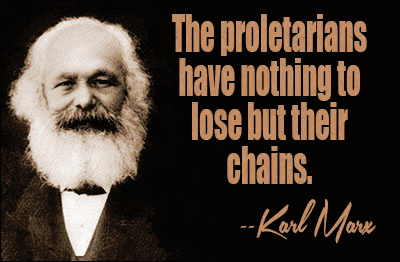 The proletarians
have nothing to
lose but their
chains.
--Karl Marx